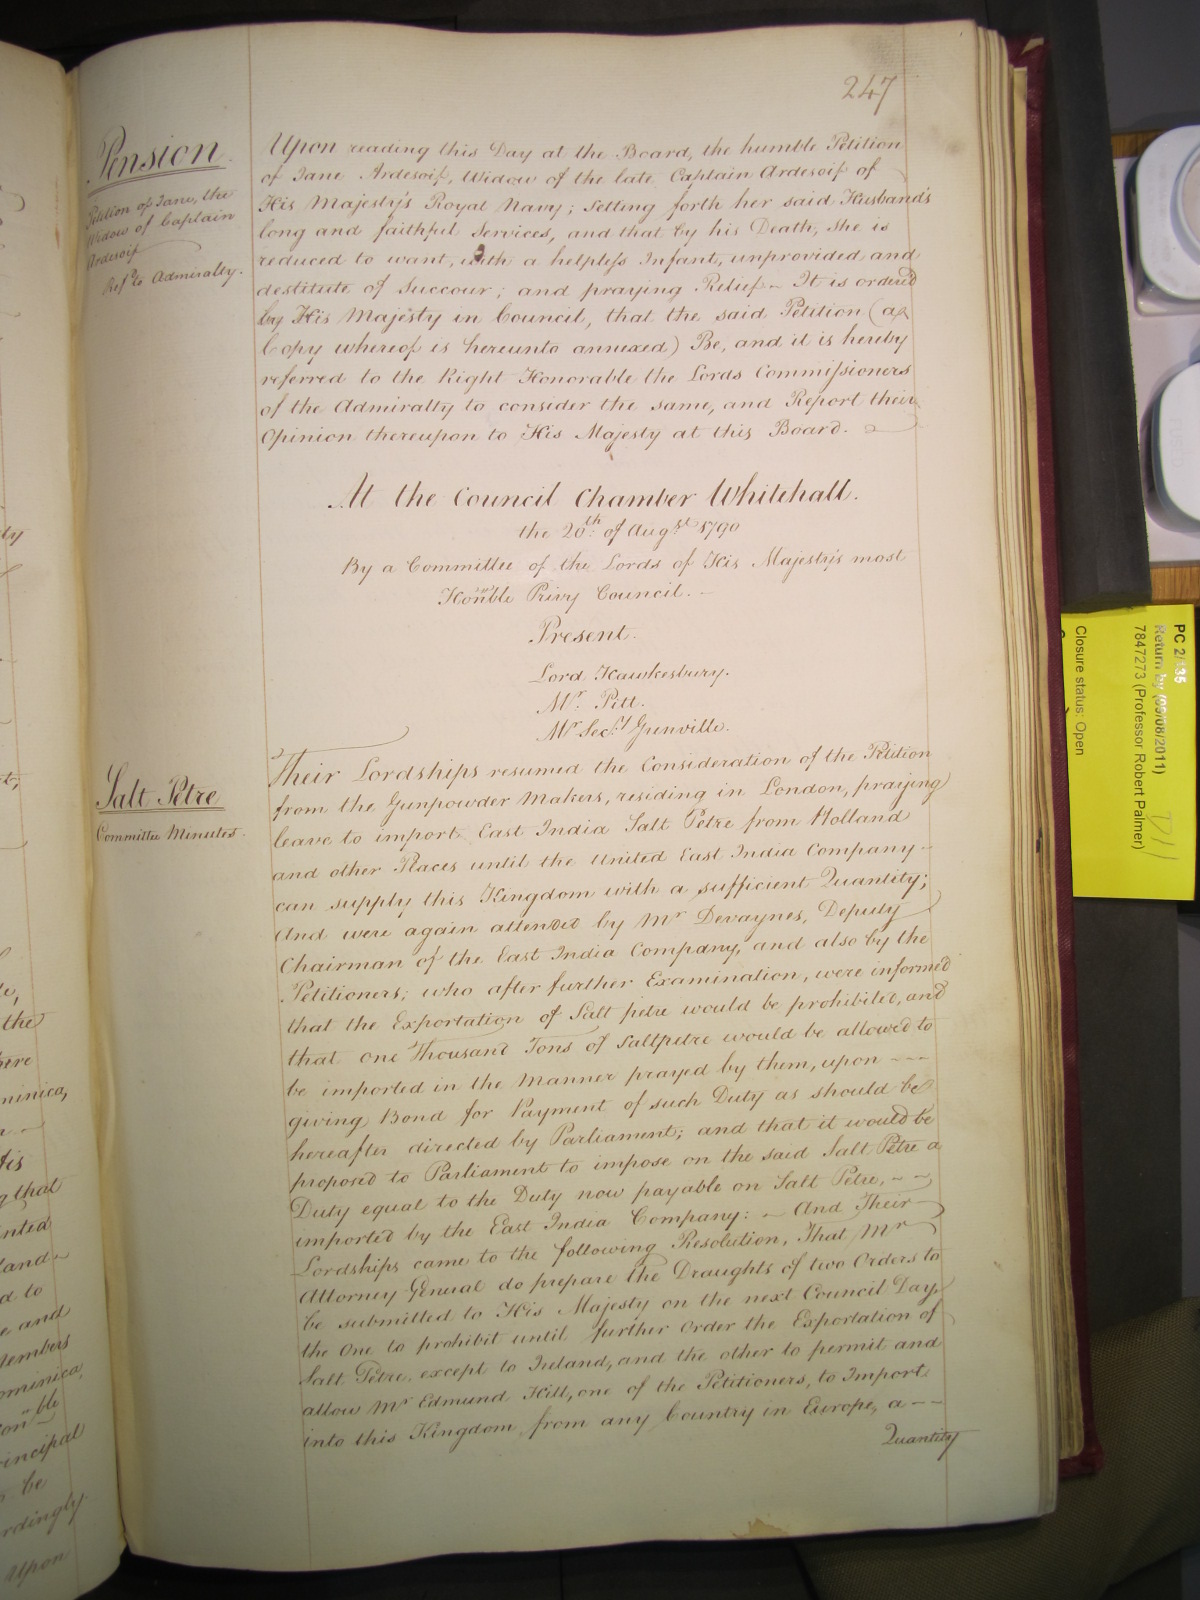 247
Pension
Petition of Jane, the
Widow of Captain
Ardesoif
Ref.d to Admiralty.
Upon reading this Day at the Board, the humble Petition
of Jane Ardesoif, Widow of the late Captain Ardesoif of
His Majesty's Royal Navy; setting forth her said Husband's
long and faithful Services, and that by his Death, she is
reduced to want, with a helpless Infant, unprovided and
destitute of Succour; and praying Relief - It is ordered
by His Majesty in Council, that the said Petition (a
Copy whereof is hereunto annexed) Be, and it is hereby
referred to the Right Honorable the Lords Commissioners
of the Admiralty to consider the same, and Report their
Opinion thereupon to His Majesty at this Board.
At the Council Chamber Whitehall.
the 20th of Augst 1790
By a Committee of the Lords of His Majesty's most
Honble Privy Council. -
Present.
Lord Hawkesbury.
Mr Pitt.
Mr Secy Grenville.
Salt Petre
Committee Minutes.
Their Lordships resumed the Consideration of the Petition
from the Gunpowder Makers, residing in London, praying
leave to import East India Salt Petre from Holland
and other Places until the United East India Company -
can supply this Kingdom with a sufficient Quantity;
And were again attended by Mr Devaynes, Deputy
Chairman of the East India Company, and also by the
Petitioners; who after further Examination, were informed
that the Exportation of Salt petre would be prohibited, and
that one Thousand Tons of Saltpetre would be allowed to
be imported in the Manner prayed by them, upon ---
giving Bond for Payment of such Duty as should be
hereafter directed by Parliament; and that it would be
proposed to Parliament to impose on the said Salt Petre a
Duty equal to the Duty now payable on Salt Petre, --
imported by the East India Company: - And Their
Lordships came to the following Resolution, That Mr
Attorney General do prepare the Draughts of two Orders to
be submitted to His Majesty on the next Council Day,
the One to prohibit until further Order the Exportation of
Salt Petre, except to Ireland, and the other to permit and
allow Mr Edmund Hill, one of the Petitioners, to Import
into this Kingdom, from any Country in Europe, a --
Quantity
PC 2/135
Return by (09/08/2011)
7847273 (Professor Robert Palmer)
Closure status: Open
D11
the
minica,
that
land
d to
e and
ominica,
be
Upon